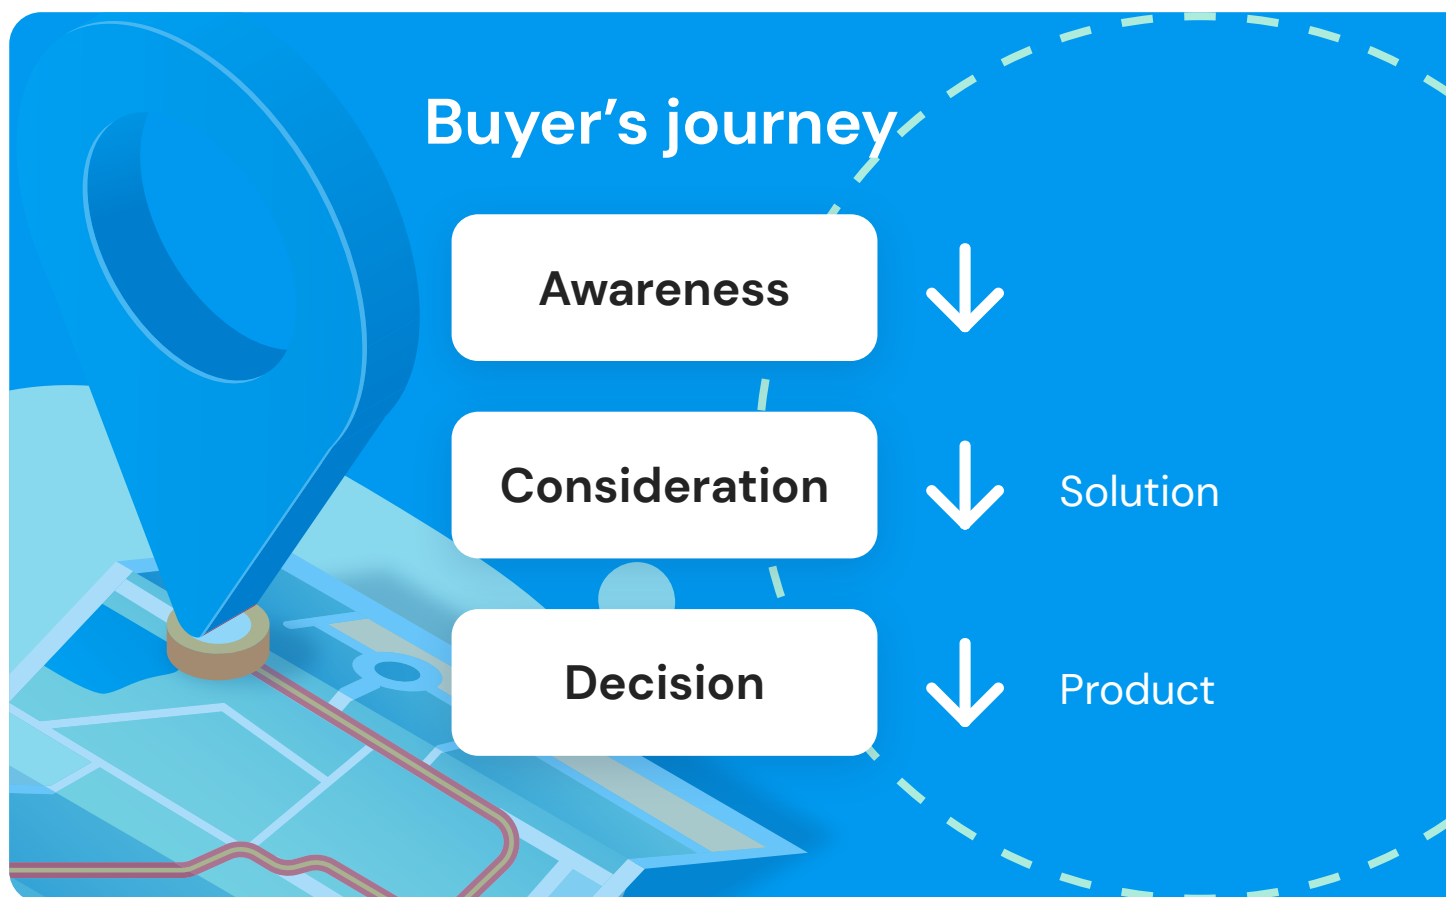 Buyer’s journey
Awareness
Consideration
Solution
Decision
Product